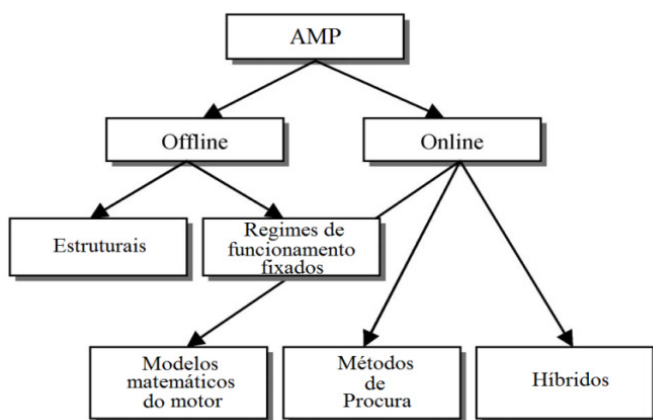 AMP
Offline
Online
Estruturais
Regimes de
funcionamento
fixados
Modelos
matemáticos
do motor
Métodos
de
Procura
Híbridos